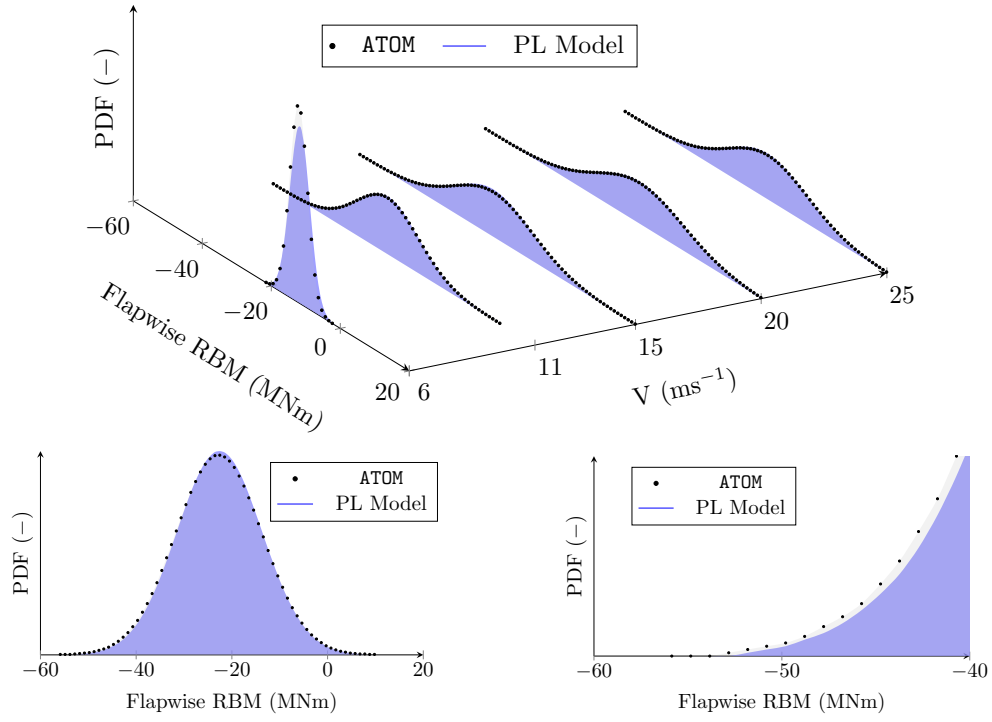 PDF (−)
ATOM PL Model
−60
−40
−20
0
20
Flapwise RBM (MNm)
6
11
15
20
25
V (ms⁻¹)
PDF (−)
ATOM
PL Model
−60 −40 −20 0 20
Flapwise RBM (MNm)
PDF (−)
ATOM
PL Model
−60 −50 −40
Flapwise RBM (MNm)